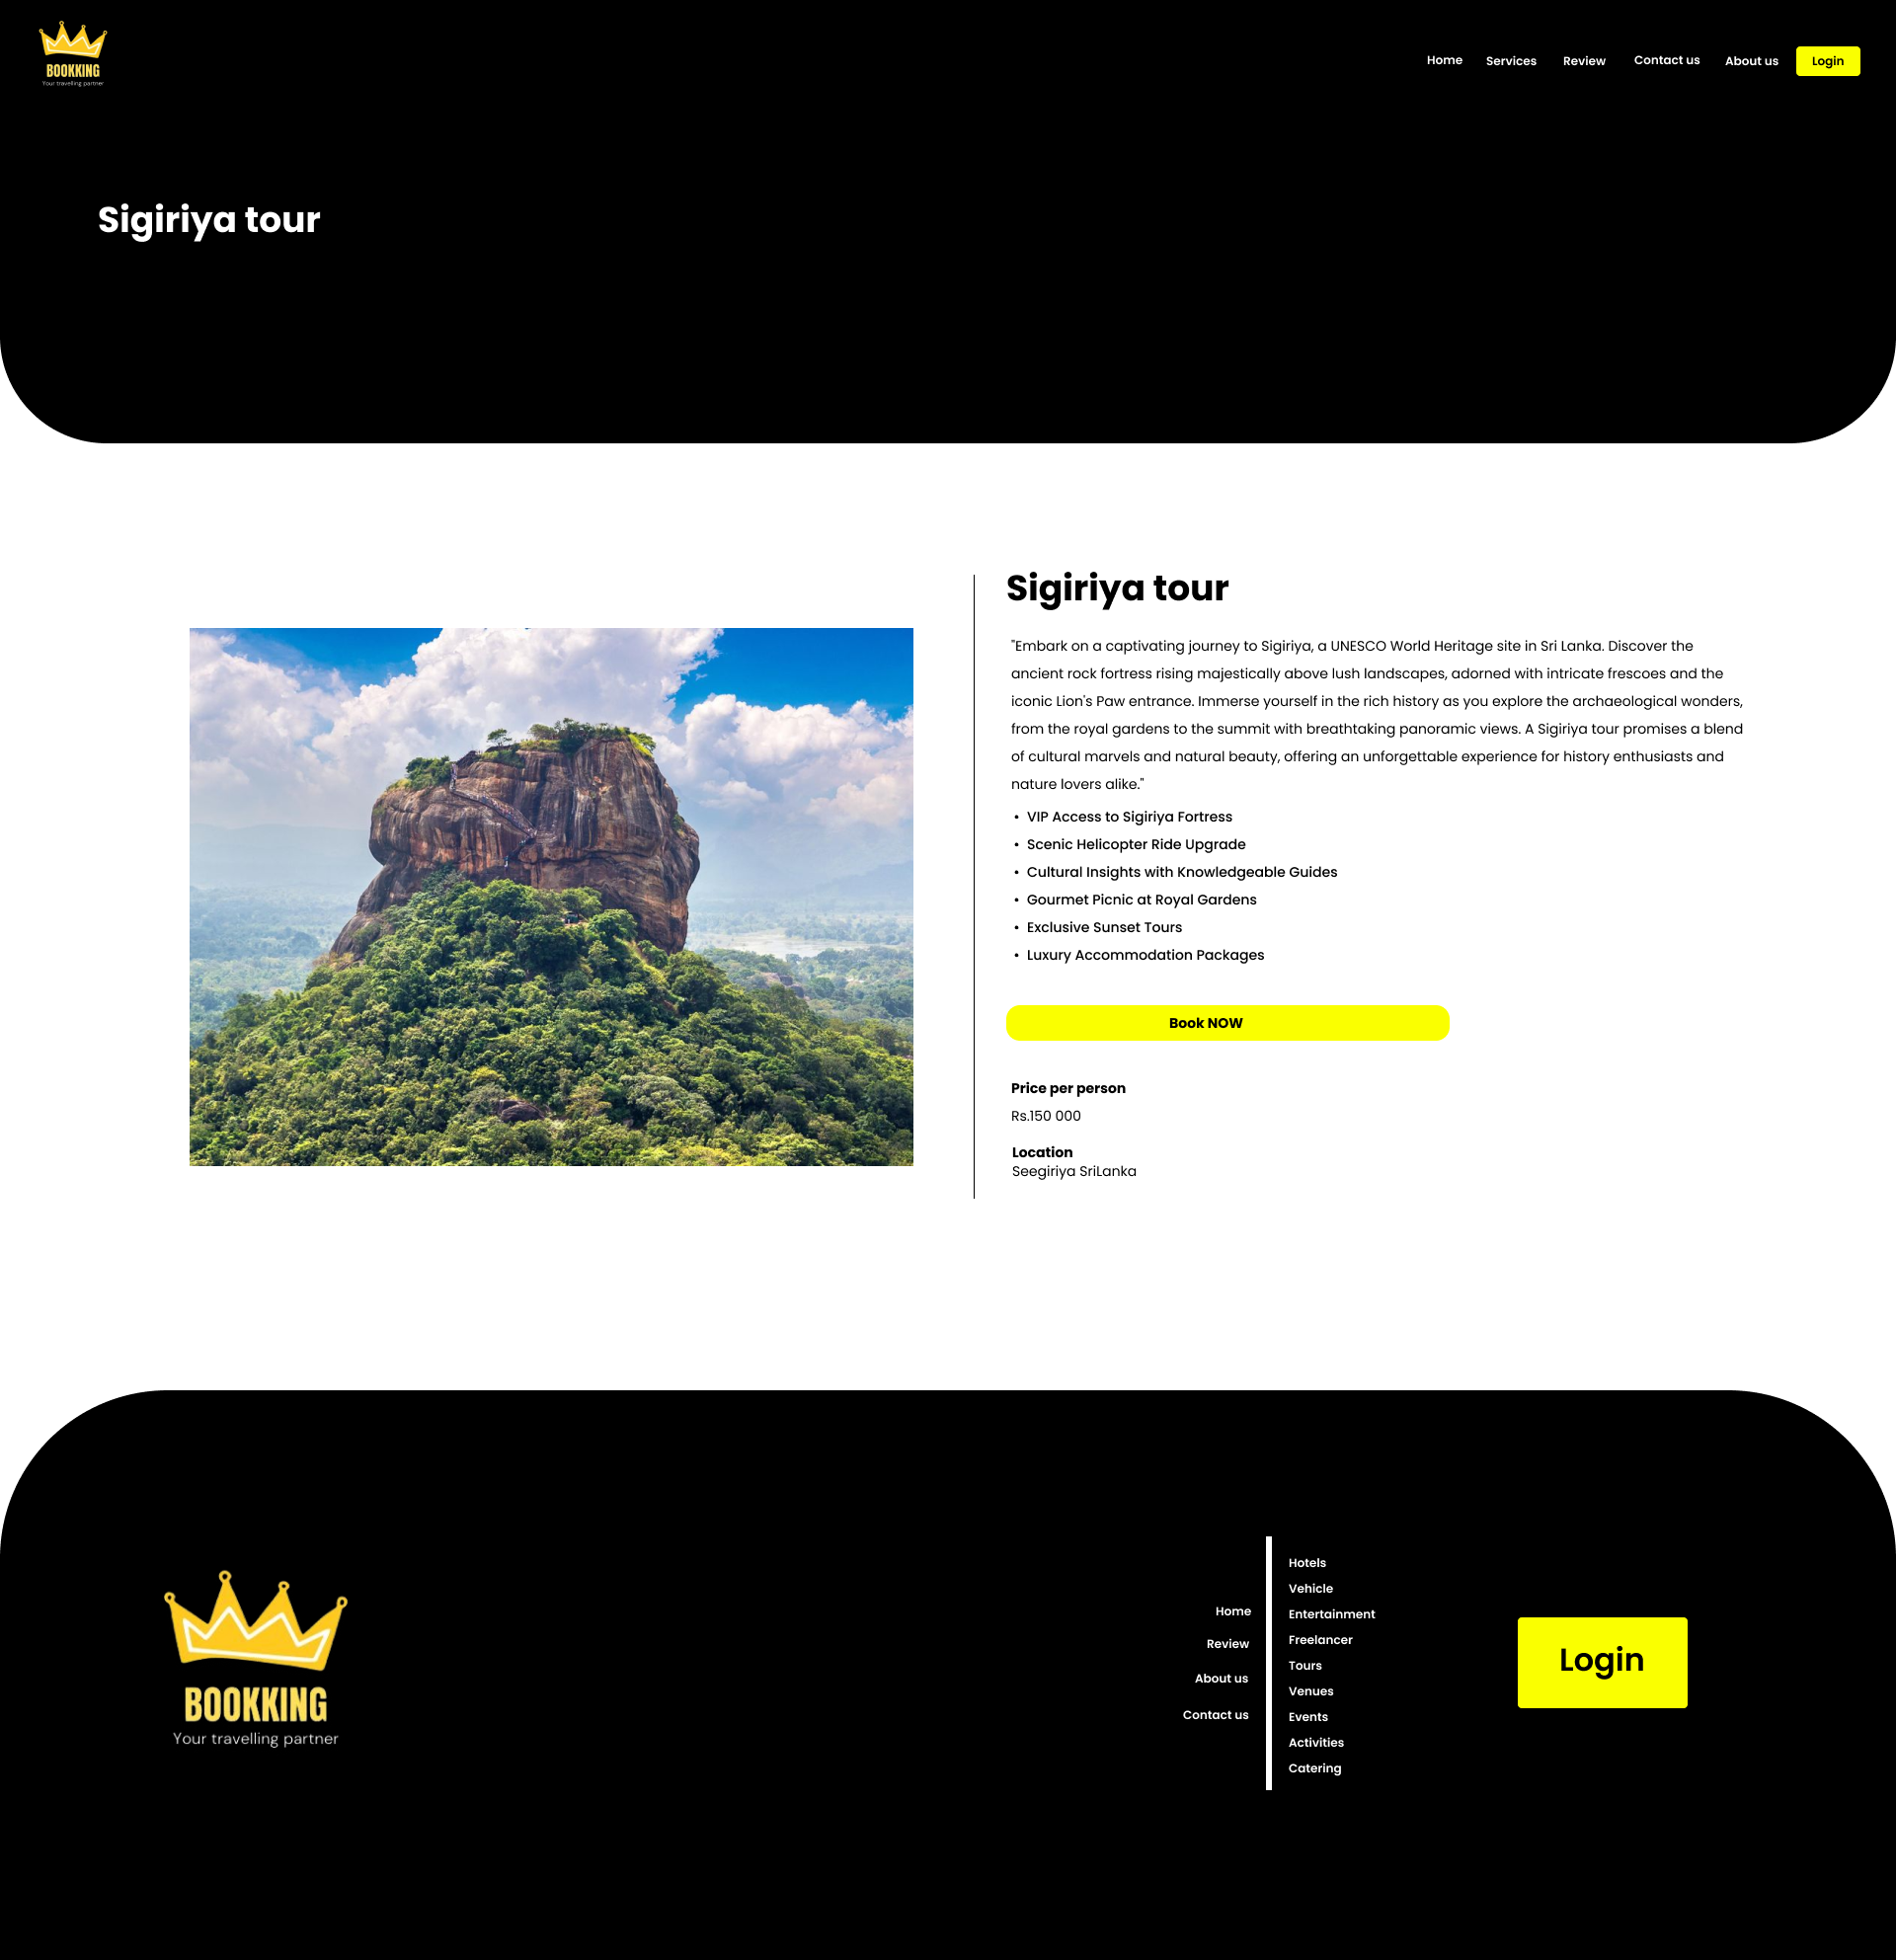 BOOKKING
Your travelling partner
Home
Services
Review
Contact us
About us
Login
Sigiriya tour
Sigiriya tour
"Embark on a captivating journey to Sigiriya, a UNESCO World Heritage site in Sri Lanka. Discover the
ancient rock fortress rising majestically above lush landscapes, adorned with intricate frescoes and the
iconic Lion's Paw entrance. Immerse yourself in the rich history as you explore the archaeological wonders,
from the royal gardens to the summit with breathtaking panoramic views. A Sigiriya tour promises a blend
of cultural marvels and natural beauty, offering an unforgettable experience for history enthusiasts and
nature lovers alike."
• VIP Access to Sigiriya Fortress
• Scenic Helicopter Ride Upgrade
• Cultural Insights with Knowledgeable Guides
• Gourmet Picnic at Royal Gardens
• Exclusive Sunset Tours
• Luxury Accommodation Packages
Book NOW
Price per person
Rs.150 000
Location
Seegiriya SriLanka
BOOKKING
Your travelling partner
Home
Review
About us
Contact us
Hotels
Vehicle
Entertainment
Freelancer
Tours
Venues
Events
Activities
Catering
Login